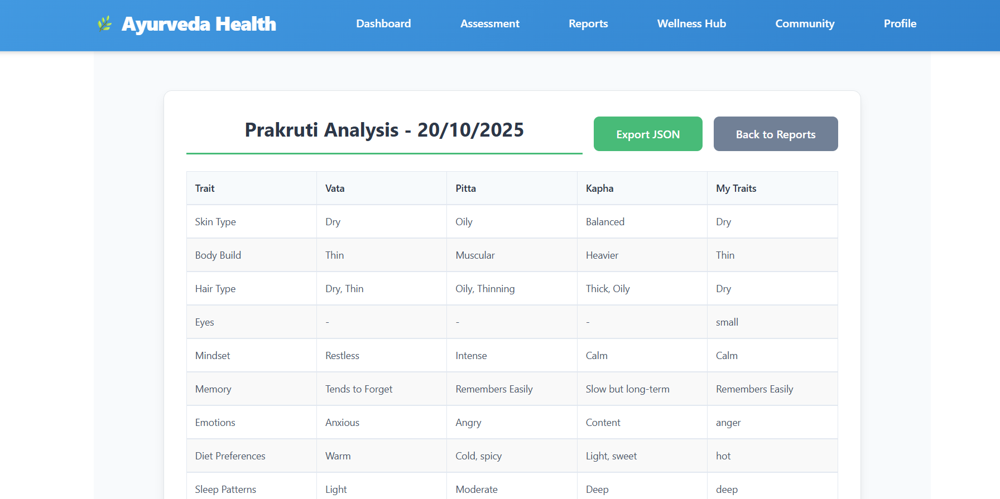 Ayurveda Health
Dashboard Assessment Reports Wellness Hub Community Profile
Prakruti Analysis - 20/10/2025
Export JSON
Back to Reports
Trait Vata Pitta Kapha My Traits
Skin Type Dry Oily Balanced Dry
Body Build Thin Muscular Heavier Thin
Hair Type Dry, Thin Oily, Thinning Thick, Oily Dry
Eyes - - - small
Mindset Restless Intense Calm Calm
Memory Tends to Forget Remembers Easily Slow but long-term Remembers Easily
Emotions Anxious Angry Content anger
Diet Preferences Warm Cold, spicy Light, sweet hot
Sleep Patterns Light Moderate Deep deep